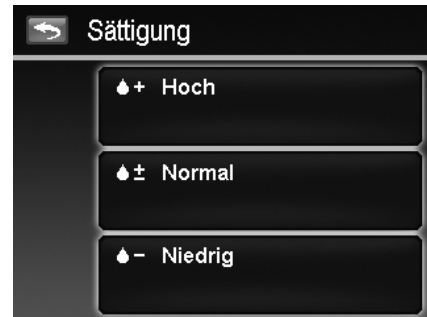 Sättigung
+ Hoch
± Normal
− Niedrig